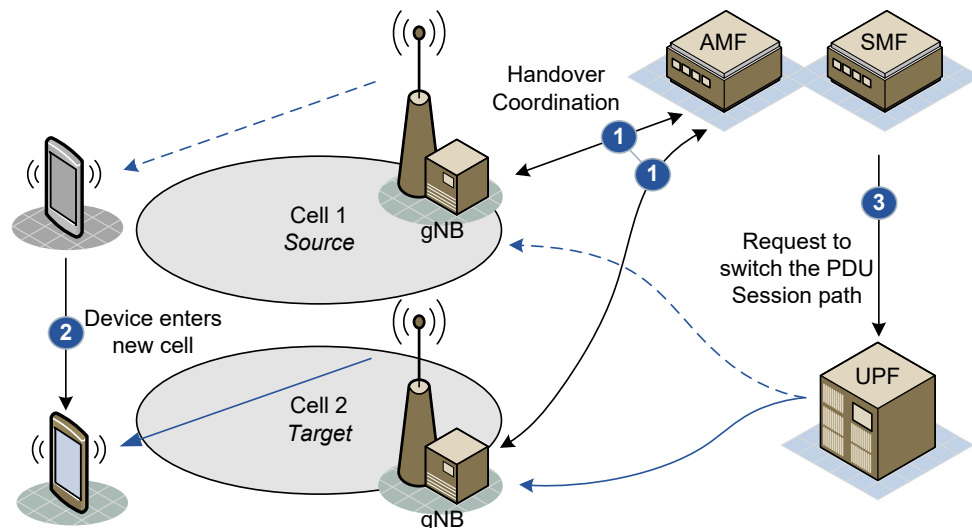 AMF
SMF
Handover
Coordination
1
1
Cell 1
Source
gNB
3
Request to
switch the PDU
Session path
2
Device enters
new cell
UPF
Cell 2
Target
gNB